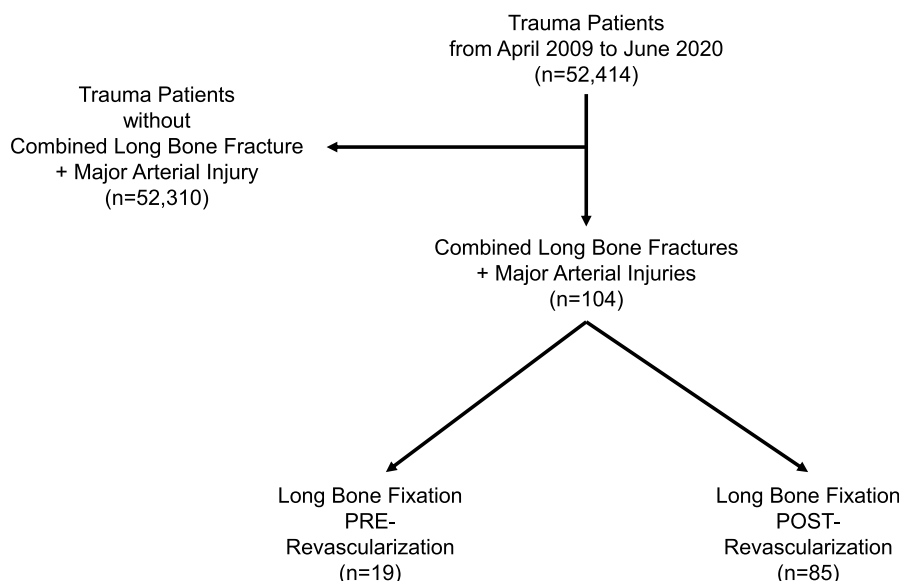 Trauma Patients
from April 2009 to June 2020
(n=52,414)
Trauma Patients
without
Combined Long Bone Fracture
+ Major Arterial Injury
(n=52,310)
Combined Long Bone Fractures
+ Major Arterial Injuries
(n=104)
Long Bone Fixation
PRE-
Revascularization
(n=19)
Long Bone Fixation
POST-
Revascularization
(n=85)